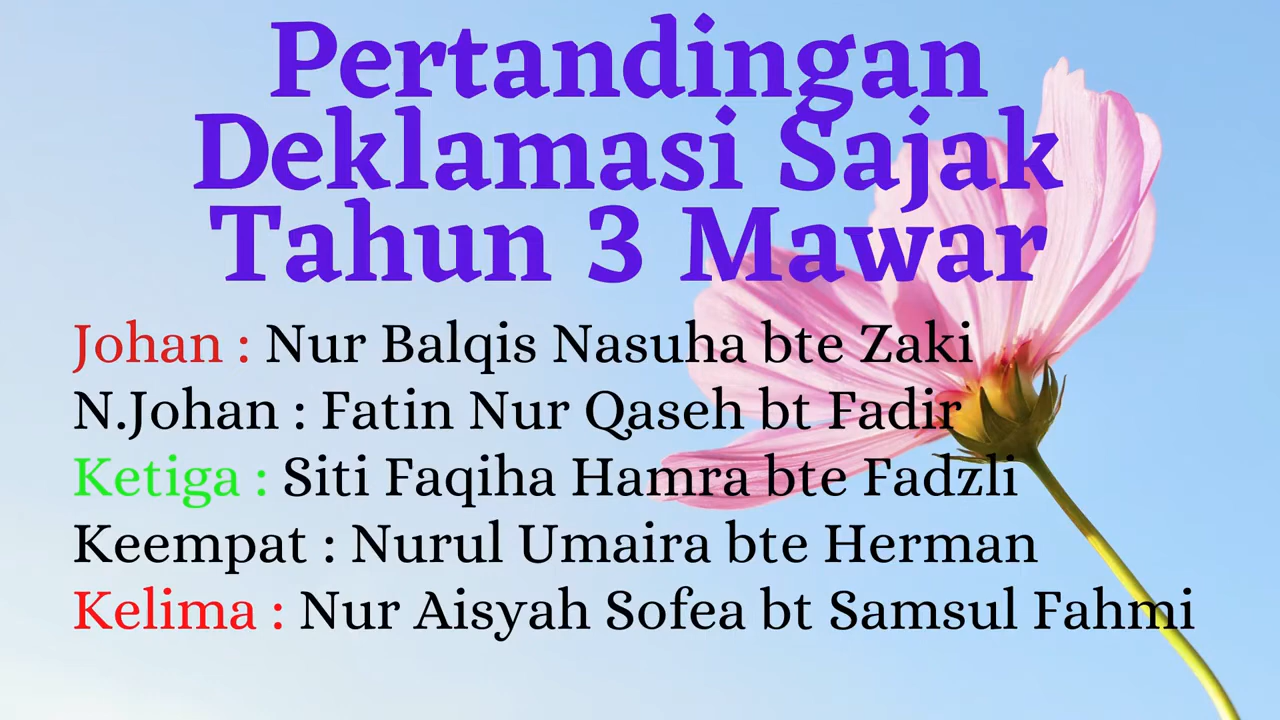 Pertandingan
Deklamasi Sajak
Tahun 3 Mawar
Johan : Nur Balqis Nasuha bte Zaki
N.Johan : Fatin Nur Qaseh bt Fadir
Ketiga : Siti Faqiha Hamra bte Fadzli
Keempat : Nurul Umaira bte Herman
Kelima : Nur Aisyah Sofea bt Samsul Fahmi